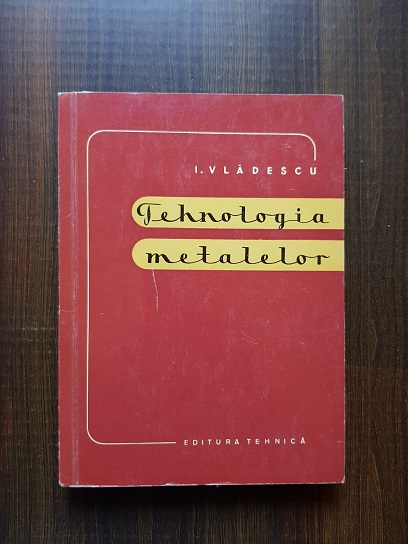 I. VLĂDESCU
Tehnologia
metalelor
EDITURA TEHNICĂ